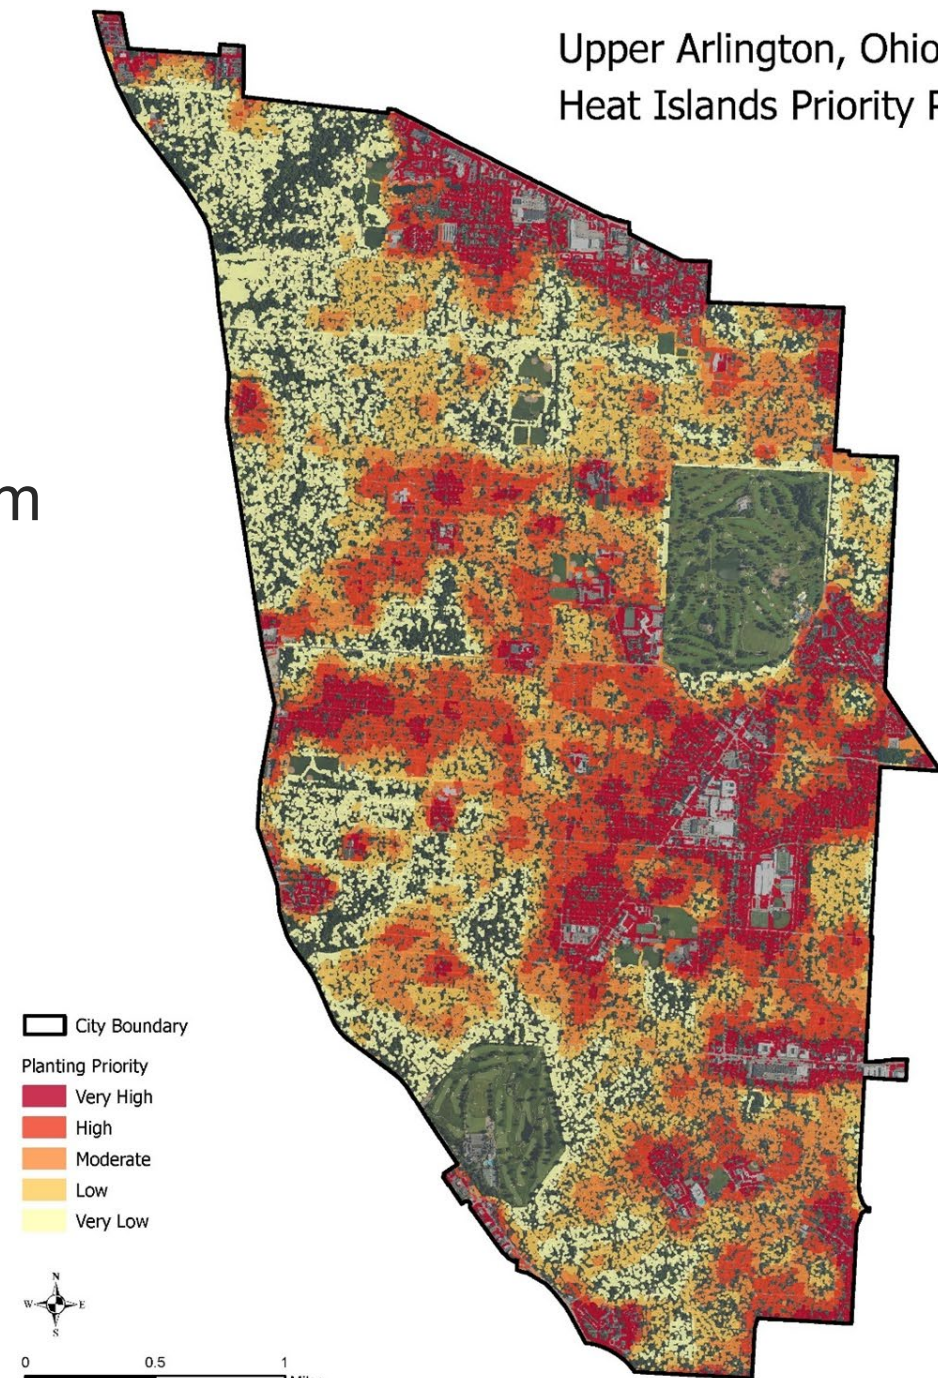 Upper Arlington, Ohio
Heat Islands Priority P
m
City Boundary
Planting Priority
Very High
High
Moderate
Low
Very Low
N
W E
S
0 0.5 1
Miles